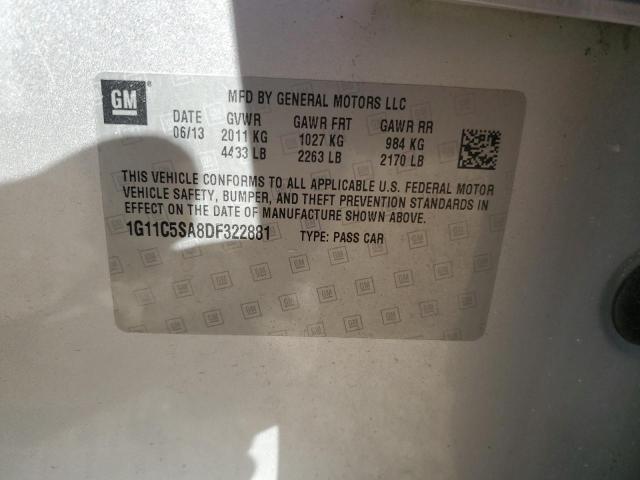 GM ®
MFD BY GENERAL MOTORS LLC
DATE GVWR GAWR FRT GAWR RR
06/13 2011 KG 1027 KG 984 KG
4433 LB 2263 LB 2170 LB
THIS VEHICLE CONFORMS TO ALL APPLICABLE U.S. FEDERAL MOTOR
VEHICLE SAFETY, BUMPER, AND THEFT PREVENTION STANDARDS IN
EFFECT ON THE DATE OF MANUFACTURE SHOWN ABOVE.
1G11C5SA8DF322881 TYPE: PASS CAR